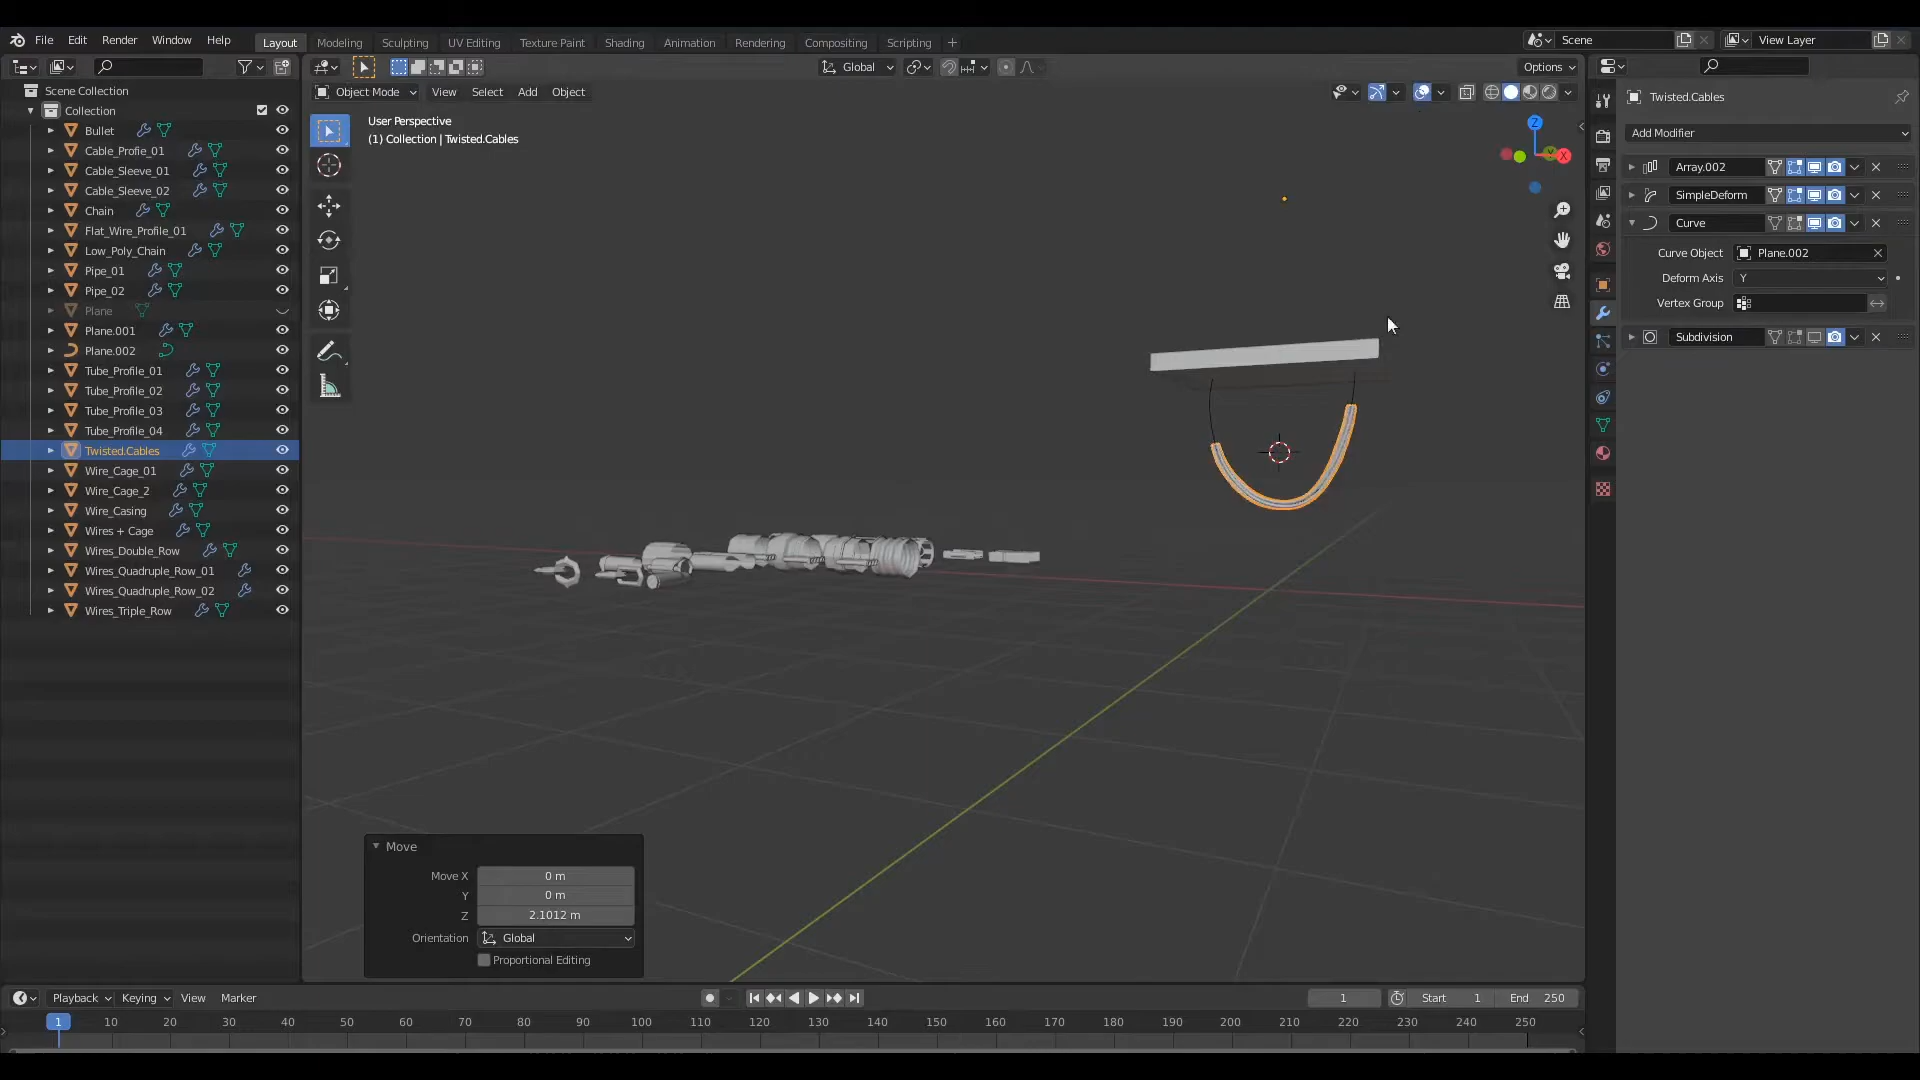 File Edit Render Window Help Layout Modeling Sculpting UV Editing Texture Paint Shading Animation Rendering Compositing Scripting + Scene View Layer
Global Options
Object Mode View Select Add Object
Scene Collection
Collection
Bullet
Cable_Profie_01
Cable_Sleeve_01
Cable_Sleeve_02
Chain
Flat_Wire_Profile_01
Low_Poly_Chain
Pipe_01
Pipe_02
Plane
Plane.001
Plane.002
Tube_Profile_01
Tube_Profile_02
Tube_Profile_03
Tube_Profile_04
Twisted.Cables
Wire_Cage_01
Wire_Cage_2
Wire_Casing
Wires + Cage
Wires_Double_Row
Wires_Quadruple_Row_01
Wires_Quadruple_Row_02
Wires_Triple_Row
User Perspective
(1) Collection | Twisted.Cables
Z
X
Y
Move
Move X 0 m
Y 0 m
Z 2.1012 m
Orientation Global
Proportional Editing
Twisted.Cables
Add Modifier
Array.002
SimpleDeform
Curve
Curve Object Plane.002
Deform Axis Y
Vertex Group
Subdivision
Playback Keying View Marker 1 Start 1 End 250
1 10 20 30 40 50 60 70 80 90 100 110 120 130 140 150 160 170 180 190 200 210 220 230 240 250